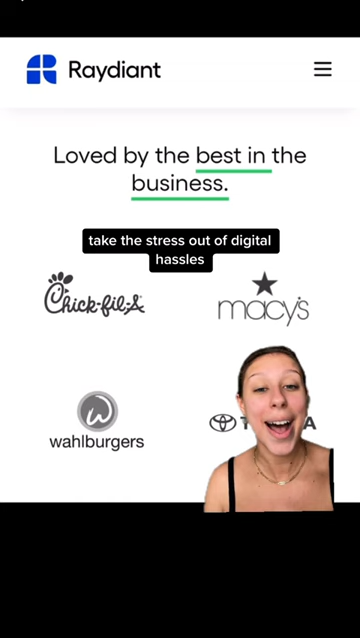 Raydiant
Loved by the best in the
business.
take the stress out of digital
hassles
Chick-fil-A
macy's
wahlburgers
T A